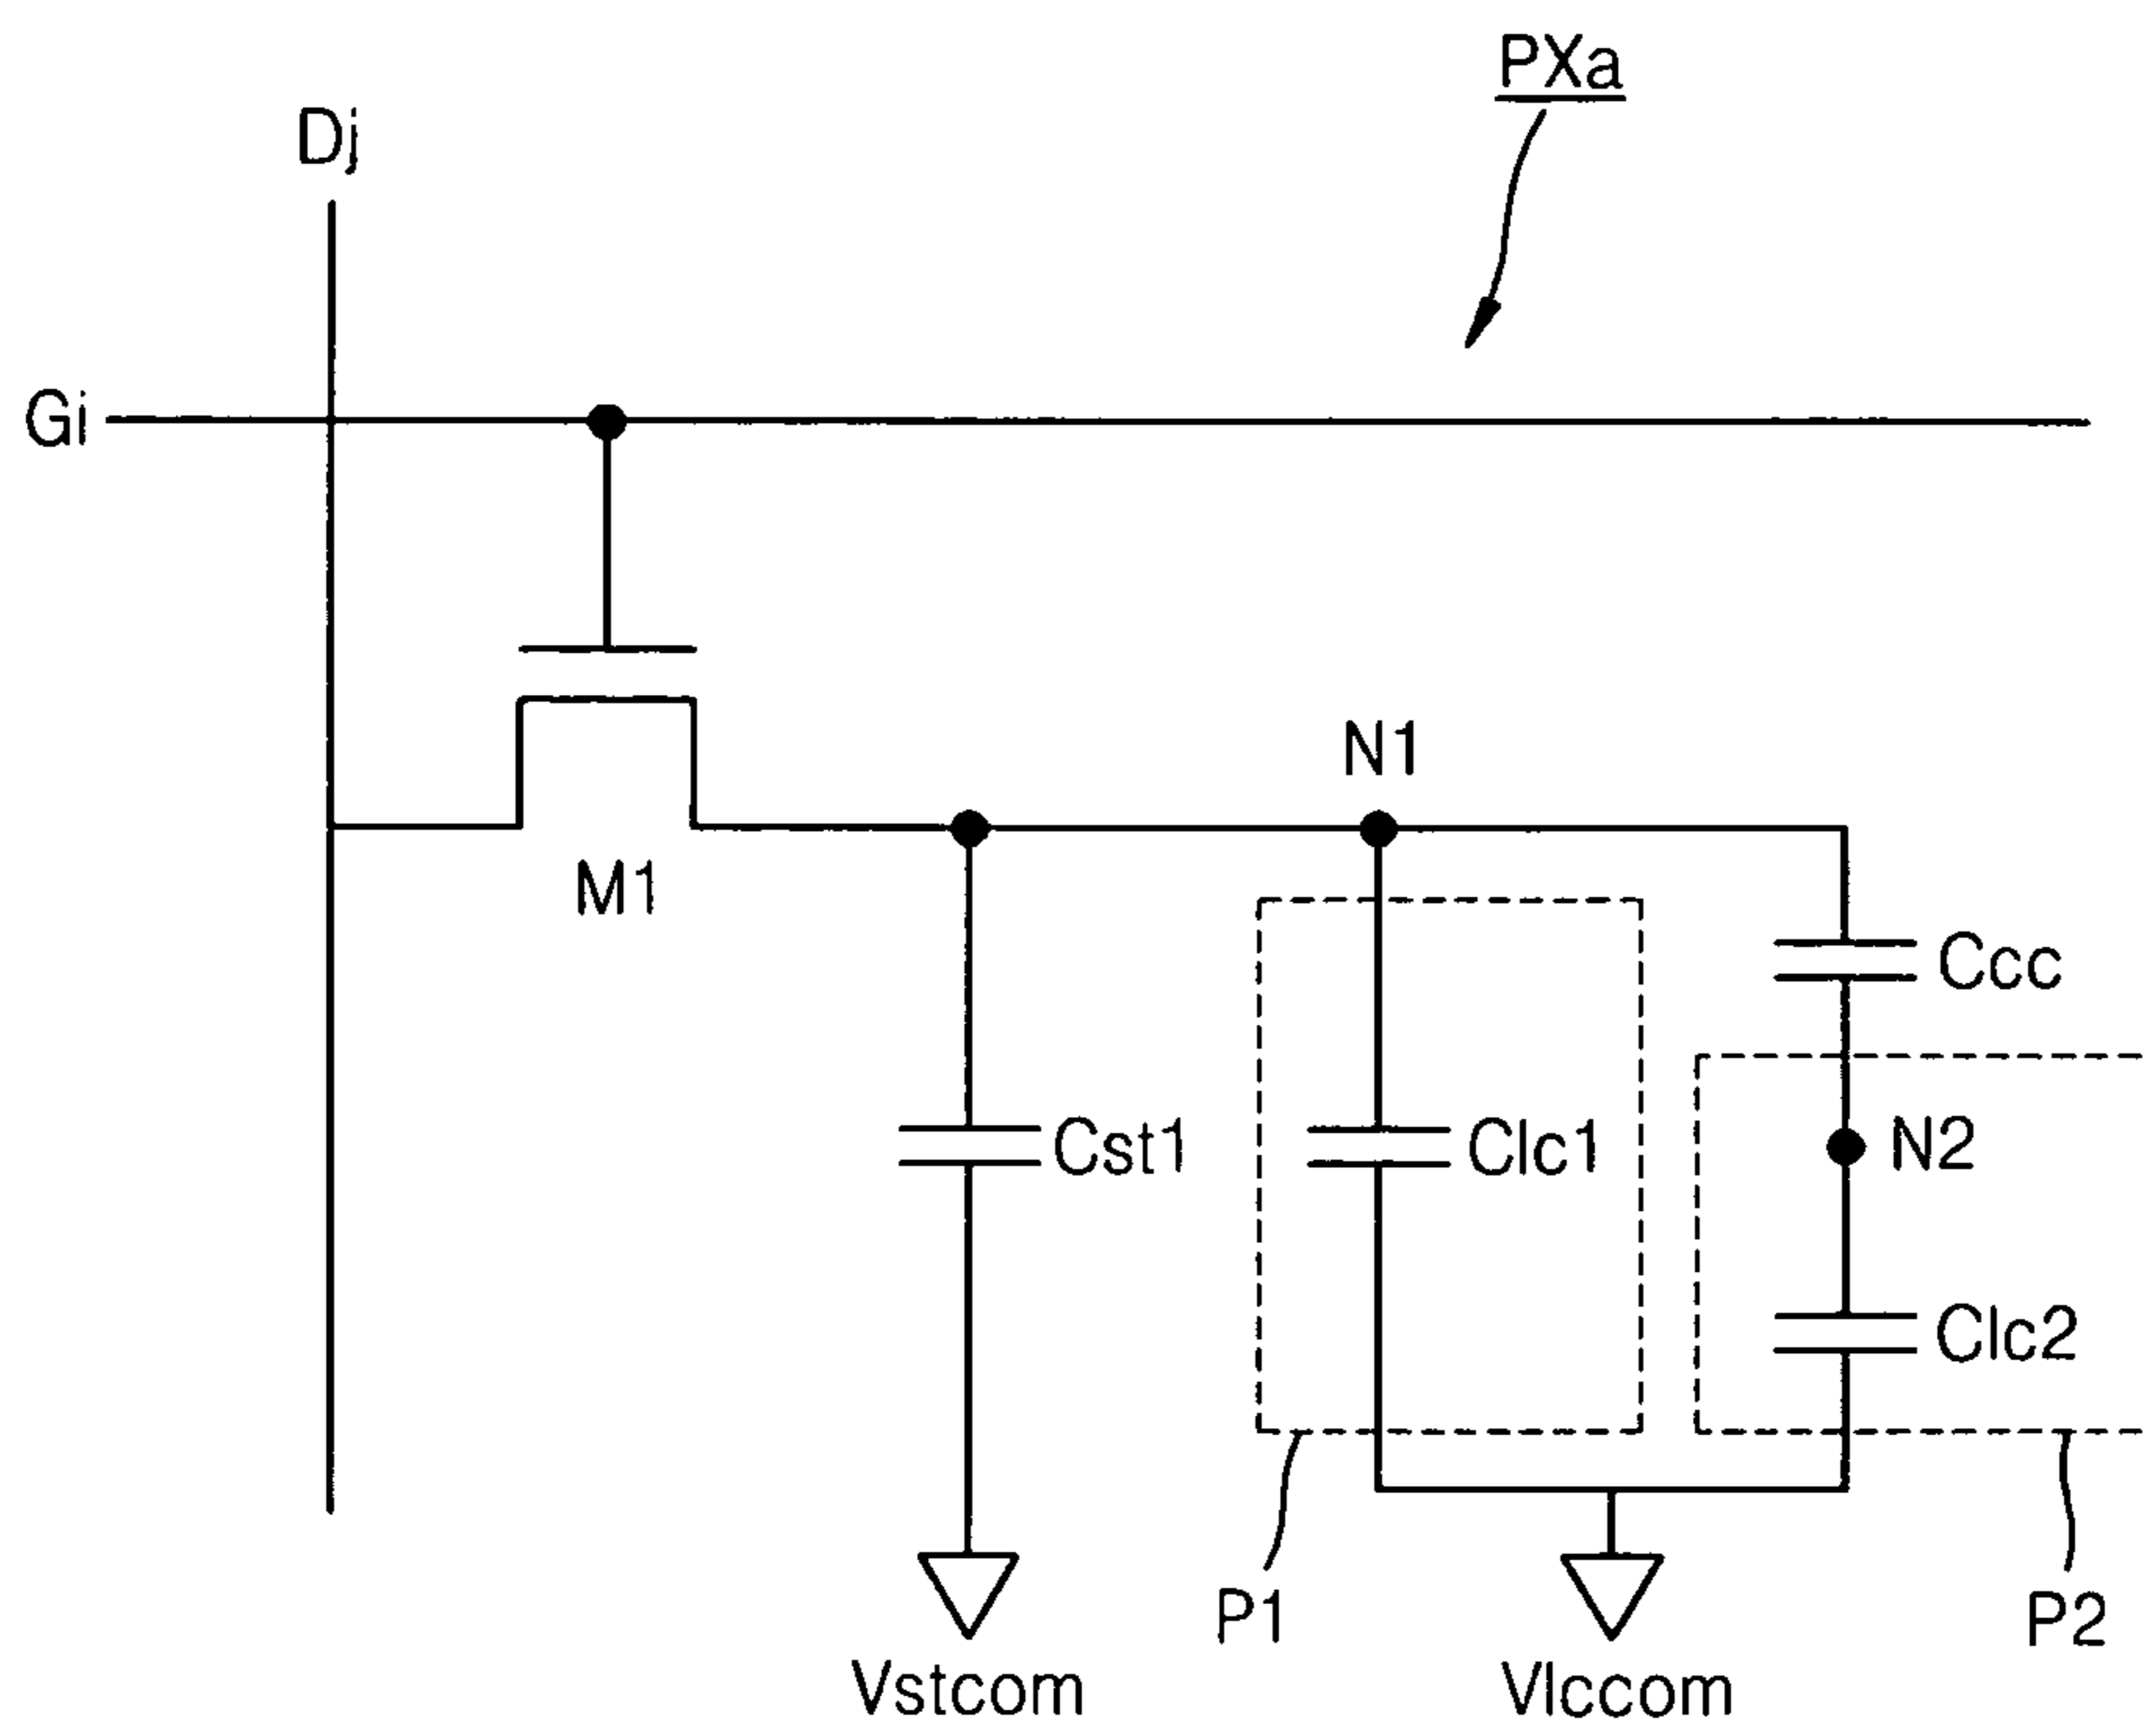 PXa
Dj
Gi
N1
M1
Ccc
Cst1
Clc1
N2
Clc2
P1
P2
Vstcom
Vlccom